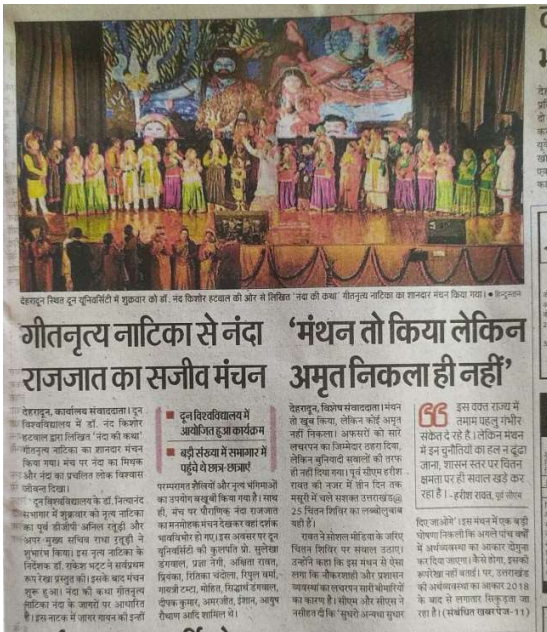 देहरादून स्थित दून यूनिवर्सिटी में शुक्रवार को डॉ. नंद किशोर हटवाल की ओर से लिखित ‘नंदा की कथा’ गीतनृत्य नाटिका का शानदार मंचन किया गया। • हिन्दुस्तान
गीतनृत्य नाटिका से नंदा
राजजात का सजीव मंचन
देहरादून, कार्यालय संवाददाता। दून
विश्वविद्यालय में डॉ. नंद किशोर
हटवाल द्वारा लिखित ‘नंदा की कथा’
गीतनृत्य नाटिका का शानदार मंचन
किया गया। मंच पर नंदा का मिथक
और नंदा का प्रचलित लोक विश्वास
जीवन्त दिखा।
दून विश्वविद्यालय के डॉ. नित्यानंद
सभागार में शुक्रवार को नृत्य नाटिका
का पूर्व डीजीपी अनिल रतूड़ी और
अपर मुख्य सचिव राधा रतूड़ी ने
शुभारंभ किया। इस नृत्य नाटिका के
निर्देशक डॉ. राकेश भट्ट ने सर्वप्रथम
रूप रेखा प्रस्तुत की। इसके बाद मंचन
शुरू हुआ। नंदा की कथा गीतनृत्य
नाटिका नंदा के जागरों पर आधारित
है। इस नाटक में जागर गायन की इन्हीं
■ दून विश्वविद्यालय में
आयोजित हुआ कार्यक्रम
■ बड़ी संख्या में समागार में
पहुंचे थे छात्र-छात्राएं
परम्परागत शैलियों और नृत्य भंगिमाओं
का उपयोग बखूबी किया गया है। साथ
ही, मंच पर पौराणिक नंदा राजजात
का मनमोहक मंचन देखकर वहां दर्शक
भावविभोर हो गए। इस अवसर पर दून
यूनिवर्सिटी की कुलपति प्रो. सुलेखा
डंगवाल, प्रज्ञा नेगी, अक्षिता रावत,
प्रियंका, रितिका चंदोला, रिपुल वर्मा,
गायत्री टम्टा, मोहित, सिद्धार्थ डंगवाल,
दीपक कुमार, अमरजीत, ईशान, आयुष
रौथाण आदि शामिल थे।
‘मंथन तो किया लेकिन
अमृत निकला ही नहीं’
देहरादून, विशेष संवाददाता। मंथन
तो खूब किया, लेकिन कोई अमृत
नहीं निकला। अफसरों को सारे
लचरपन का जिम्मेदार ठहरा दिया,
लेकिन बुनियादी सवालों की तरफ
ही नहीं दिया गया। पूर्व सीएम हरीश
रावत की नजर में तीन दिन तक
मसूरी में चले सशक्त उत्तराखंड@
25 चिंतन शिविर का लब्बोलुबाब
यही है।
रावत ने सोशल मीडिया के जरिए
चिंतन शिविर पर सवाल उठाए।
उन्होंने कहा कि इस मंथन से ऐसा
लगा कि नौकरशाही और प्रशासन
व्यवस्था का लचरपन सारी बीमारियों
का कारण है। सीएम और सीएस ने
नसीहत दी कि ‘सुधरो अन्यथा सुधार
❝ इस वक्त राज्य में
तमाम पहलू गंभीर
संकेत दे रहे हैं। लेकिन मंथन
में इन चुनौतियों का हल न ढूंढा
जाना, शासन स्तर पर चिंतन
क्षमता पर ही सवाल खड़े कर
रहा है। - हरीश रावत, पूर्व सीएम
दिए जाओगे’। इस मंथन में एक बड़ी
घोषणा निकली कि अगले पांच वर्षों
में अर्थव्यवस्था का आकार दोगुना
कर दिया जाएगा। कैसे होगा, इसकी
कोई रूपरेखा नहीं बताई। पर, उत्तराखंड
की अर्थव्यवस्था का आकार 2018
के बाद से लगातार सिकुड़ता जा
रहा है। (संबंधित खबर पेज-11)